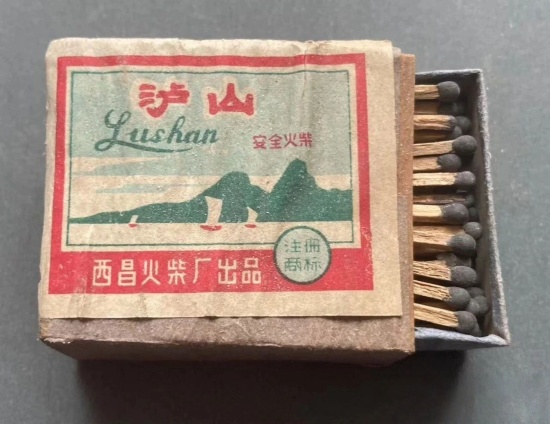 泸山
Lushan
安全火柴
注册
商标
西昌火柴厂出品